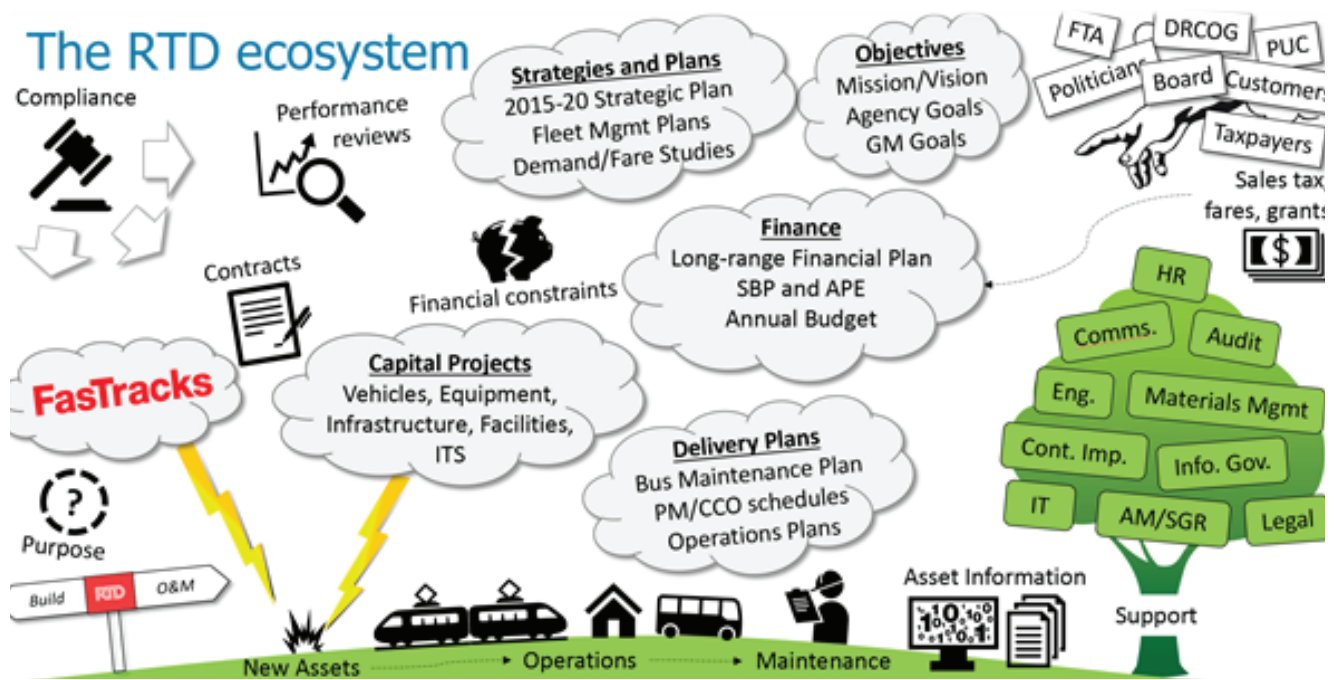 The RTD ecosystem
Compliance
Performance
reviews
Strategies and Plans
2015-20 Strategic Plan
Fleet Mgmt Plans
Demand/Fare Studies
Objectives
Mission/Vision
Agency Goals
GM Goals
FTA
DRCOG
PUC
Politicians
Board
Customers
Taxpayers
Sales tax,
fares, grants
$
Contracts
Financial constraints
Finance
Long-range Financial Plan
SBP and APE
Annual Budget
FasTracks
Capital Projects
Vehicles, Equipment,
Infrastructure, Facilities,
ITS
Delivery Plans
Bus Maintenance Plan
PM/CCO schedules
Operations Plans
HR
Comms.
Audit
Eng.
Materials Mgmt
Cont. Imp.
Info. Gov.
IT
AM/SGR
Legal
Support
?
Purpose
Build
RTD
O&M
New Assets
Operations
Maintenance
Asset Information